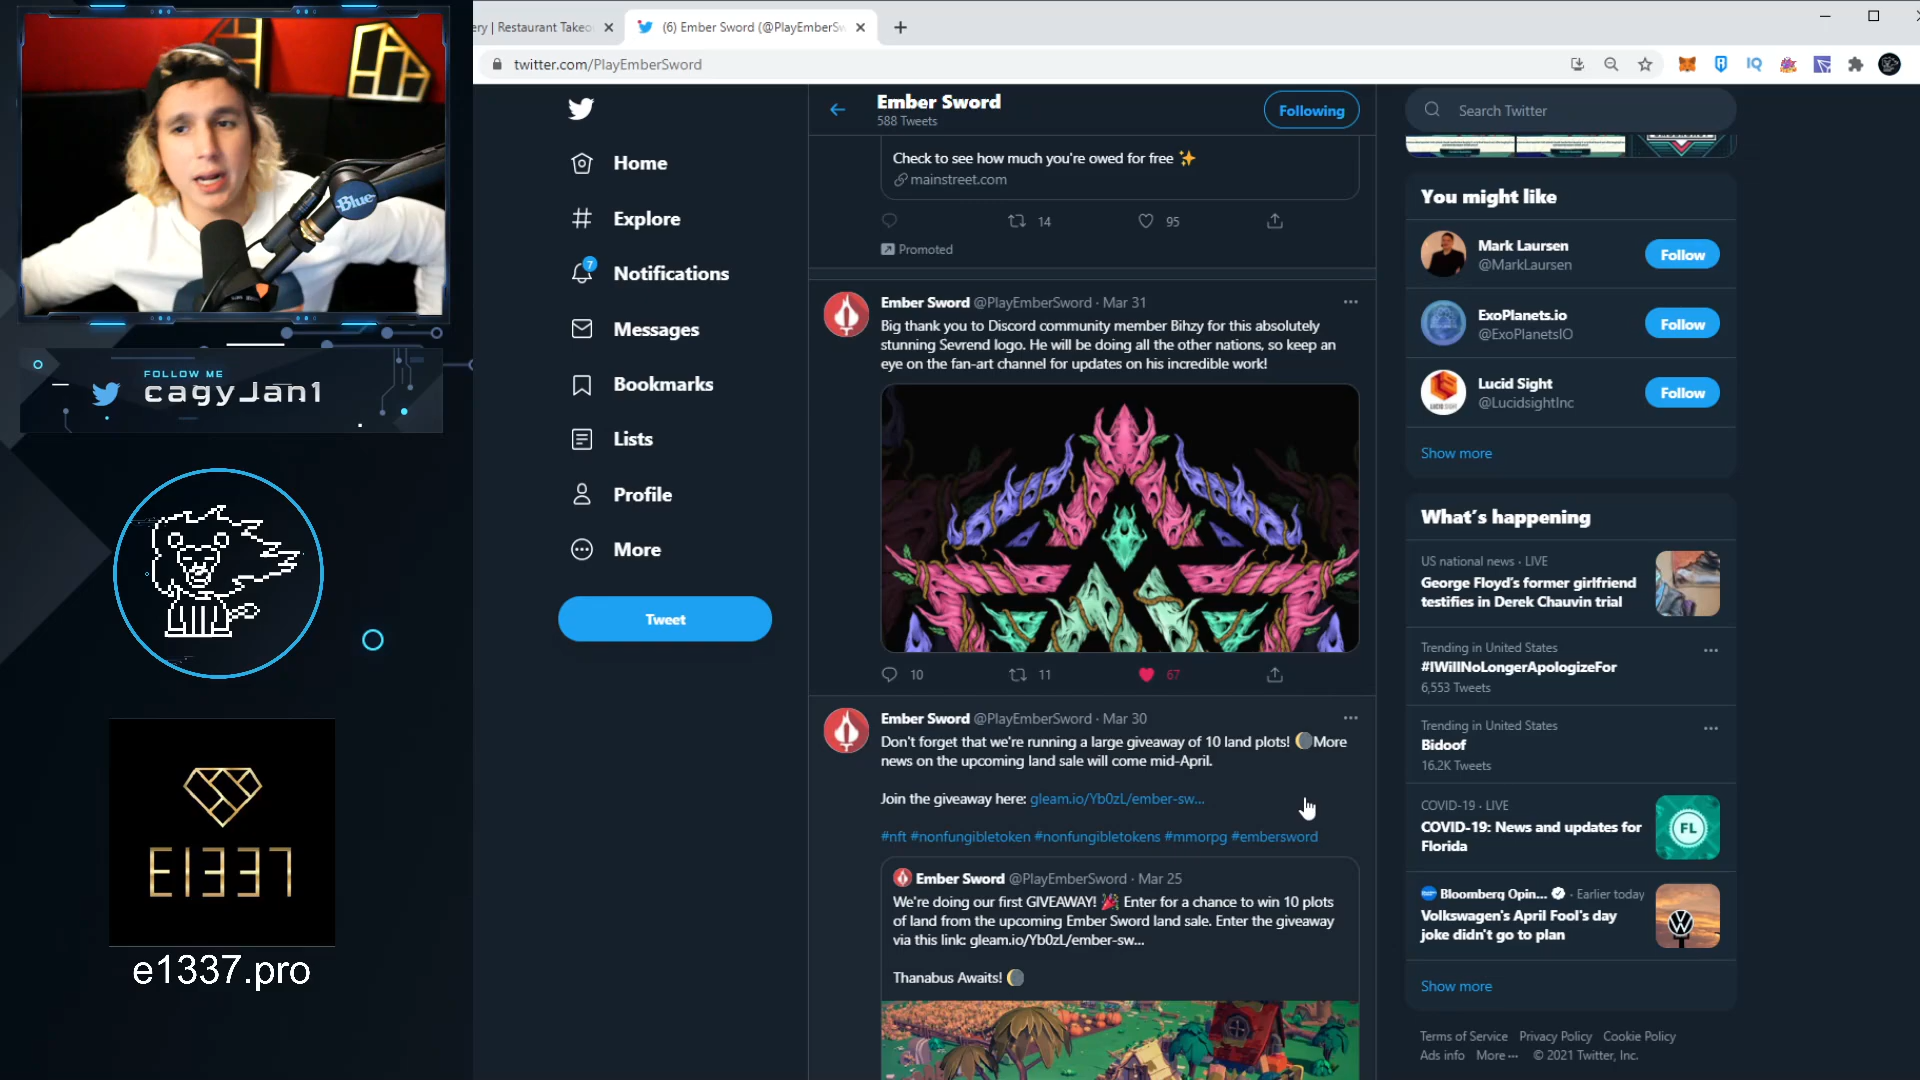 ery | Restaurant Takeo
(6) Ember Sword (@PlayEmberSw
twitter.com/PlayEmberSword
IQ
Blue
FOLLOW ME
cagyJan1
E1337
e1337.pro
Home
Explore
7
Notifications
Messages
Bookmarks
Lists
Profile
More
Tweet
Ember Sword
588 Tweets
Following
Check to see how much you're owed for free ✨
mainstreet.com
14
95
Promoted
Ember Sword @PlayEmberSword · Mar 31
Big thank you to Discord community member Bihzy for this absolutely
stunning Sevrend logo. He will be doing all the other nations, so keep an
eye on the fan-art channel for updates on his incredible work!
10
11
67
Ember Sword @PlayEmberSword · Mar 30
Don't forget that we're running a large giveaway of 10 land plots! 🌘More
news on the upcoming land sale will come mid-April.
Join the giveaway here: gleam.io/Yb0zL/ember-sw...
#nft #nonfungibletoken #nonfungibletokens #mmorpg #embersword
Ember Sword @PlayEmberSword · Mar 25
We're doing our first GIVEAWAY! 🎉 Enter for a chance to win 10 plots
of land from the upcoming Ember Sword land sale. Enter the giveaway
via this link: gleam.io/Yb0zL/ember-sw...
Thanabus Awaits! 🌘
Search Twitter
You might like
Mark Laursen
@MarkLaursen
Follow
ExoPlanets.io
@ExoPlanetsIO
Follow
Lucid Sight
@LucidsightInc
Follow
LUCID SIGHT
Show more
What's happening
US national news · LIVE
George Floyd's former girlfriend
testifies in Derek Chauvin trial
Trending in United States
#IWillNoLongerApologizeFor
6,553 Tweets
Trending in United States
Bidoof
16.2K Tweets
COVID-19 · LIVE
COVID-19: News and updates for
Florida
FL
Bloomberg Opin... · Earlier today
Volkswagen's April Fool's day
joke didn't go to plan
Show more
Terms of Service Privacy Policy Cookie Policy
Ads info More ··· © 2021 Twitter, Inc.